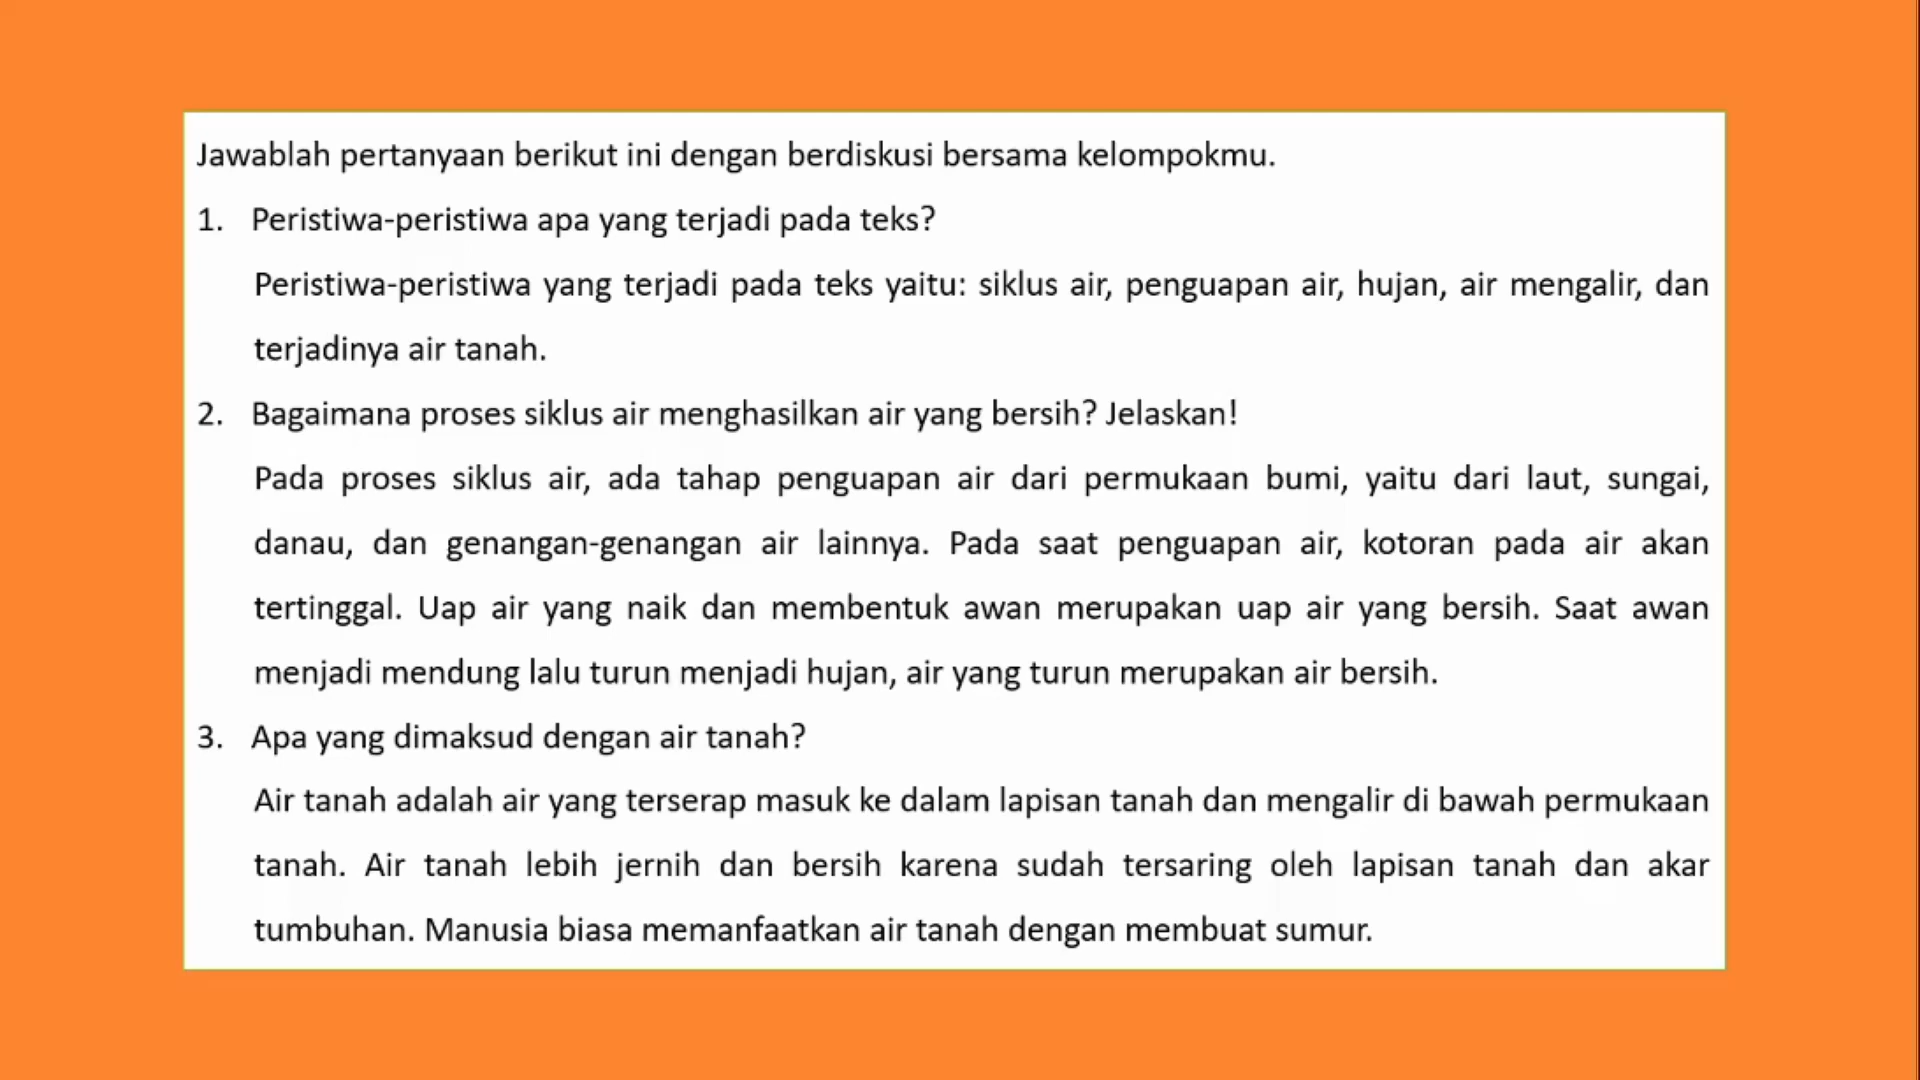 Jawablah pertanyaan berikut ini dengan berdiskusi bersama kelompokmu.
1. Peristiwa-peristiwa apa yang terjadi pada teks?
Peristiwa-peristiwa yang terjadi pada teks yaitu: siklus air, penguapan air, hujan, air mengalir, dan
terjadinya air tanah.
2. Bagaimana proses siklus air menghasilkan air yang bersih? Jelaskan!
Pada proses siklus air, ada tahap penguapan air dari permukaan bumi, yaitu dari laut, sungai,
danau, dan genangan-genangan air lainnya. Pada saat penguapan air, kotoran pada air akan
tertinggal. Uap air yang naik dan membentuk awan merupakan uap air yang bersih. Saat awan
menjadi mendung lalu turun menjadi hujan, air yang turun merupakan air bersih.
3. Apa yang dimaksud dengan air tanah?
Air tanah adalah air yang terserap masuk ke dalam lapisan tanah dan mengalir di bawah permukaan
tanah. Air tanah lebih jernih dan bersih karena sudah tersaring oleh lapisan tanah dan akar
tumbuhan. Manusia biasa memanfaatkan air tanah dengan membuat sumur.